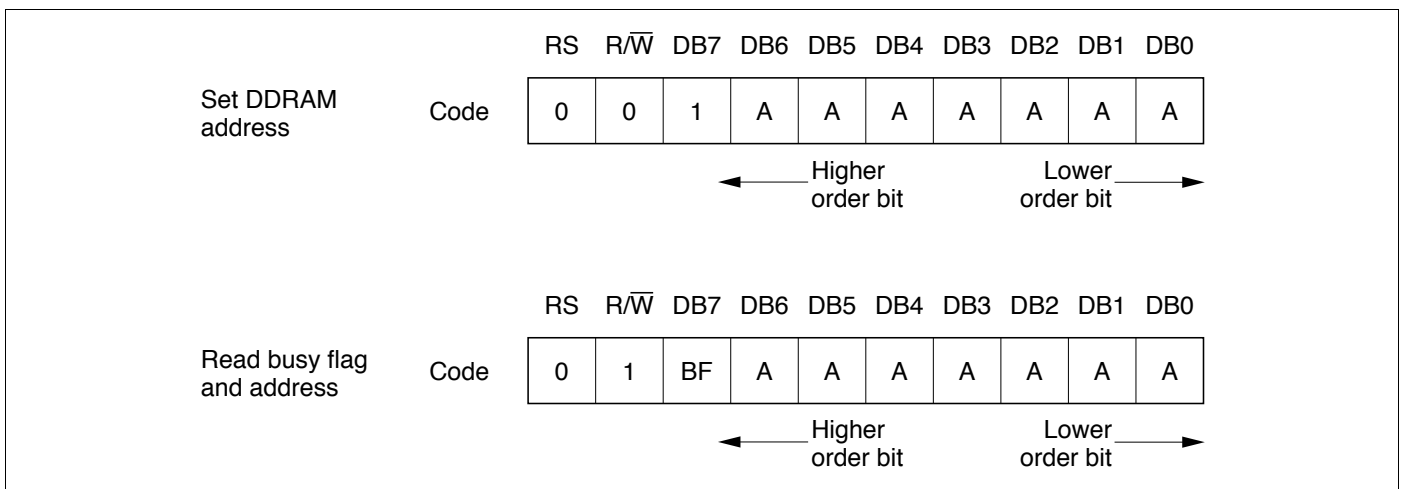 RS R/W̅ DB7 DB6 DB5 DB4 DB3 DB2 DB1 DB0
Set DDRAM
address
Code 0 0 1 A A A A A A A
Higher
order bit
Lower
order bit
RS R/W̅ DB7 DB6 DB5 DB4 DB3 DB2 DB1 DB0
Read busy flag
and address
Code 0 1 BF A A A A A A A
Higher
order bit
Lower
order bit